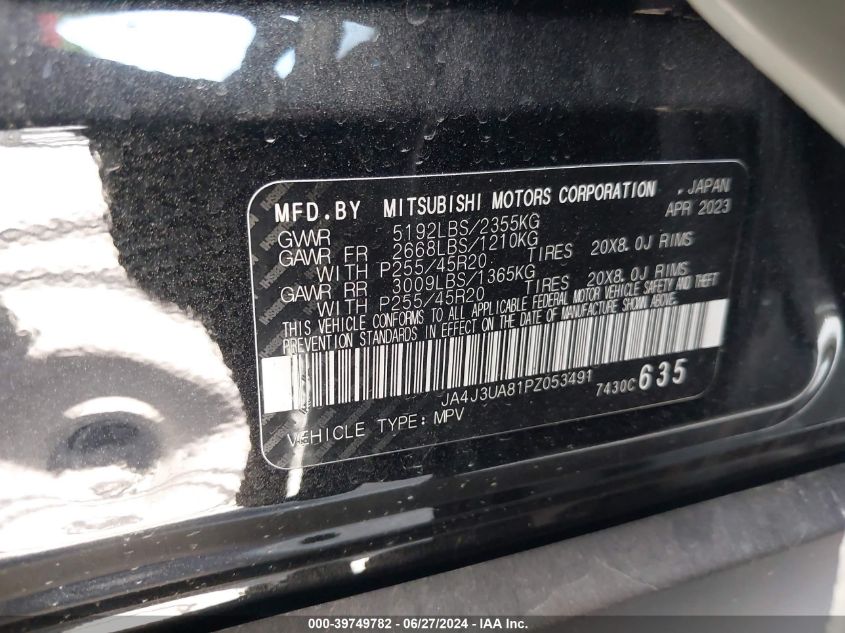 MFD.BY MITSUBISHI MOTORS CORPORATION , JAPAN
GVWR 5192LBS/2355KG APR 2023
GAWR FR 2668LBS/1210KG
WITH P255/45R20 TIRES 20X8.0J RIMS
GAWR RR 3009LBS/1365KG
WITH P255/45R20 TIRES 20X8.0J RIMS
THIS VEHICLE CONFORMS TO ALL APPLICABLE FEDERAL MOTOR VEHICLE SAFETY AND THEFT
PREVENTION STANDARDS IN EFFECT ON THE DATE OF MANUFACTURE SHOWN ABOVE.
JA4J3UA81PZ053491 7430C 635
VEHICLE TYPE: MPV
000-39749782 - 06/27/2024 - IAAI.COM